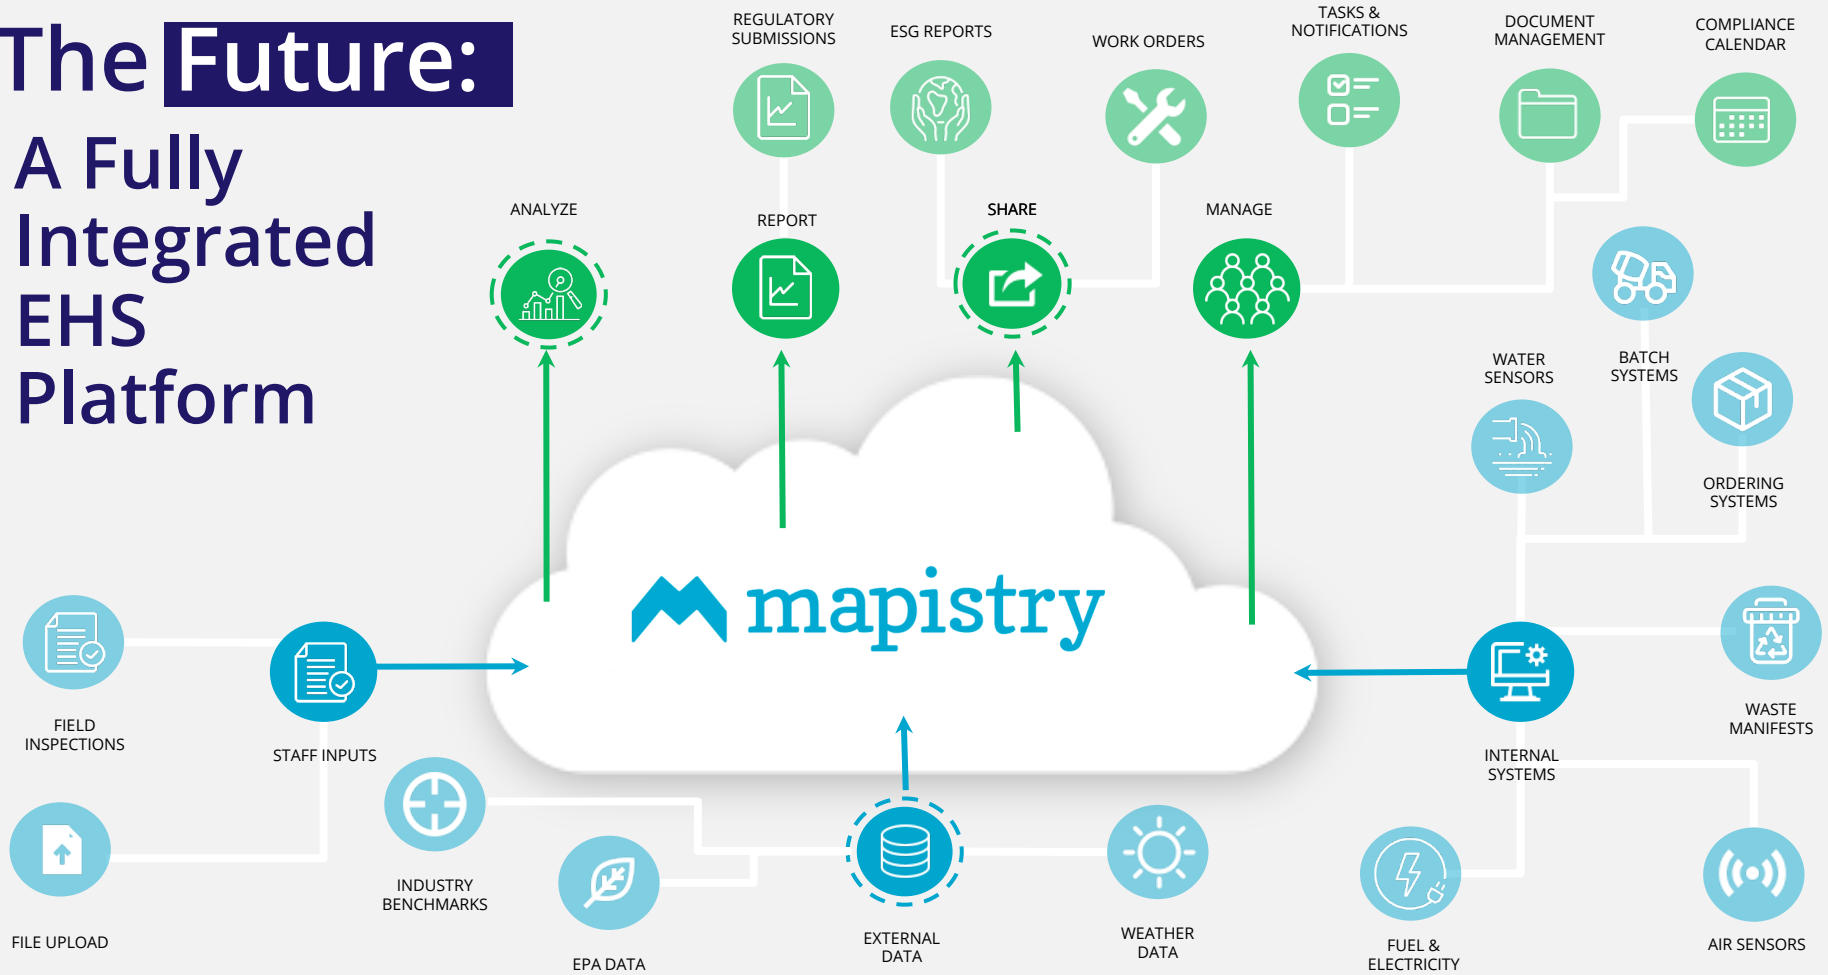 The Future:
A Fully
Integrated
EHS
Platform
REGULATORY
SUBMISSIONS
ESG REPORTS
WORK ORDERS
TASKS &
NOTIFICATIONS
DOCUMENT
MANAGEMENT
COMPLIANCE
CALENDAR
ANALYZE
REPORT
SHARE
MANAGE
WATER
SENSORS
BATCH
SYSTEMS
ORDERING
SYSTEMS
mapistry
FIELD
INSPECTIONS
STAFF INPUTS
INTERNAL
SYSTEMS
WASTE
MANIFESTS
FILE UPLOAD
INDUSTRY
BENCHMARKS
EPA DATA
EXTERNAL
DATA
WEATHER
DATA
FUEL &
ELECTRICITY
AIR SENSORS